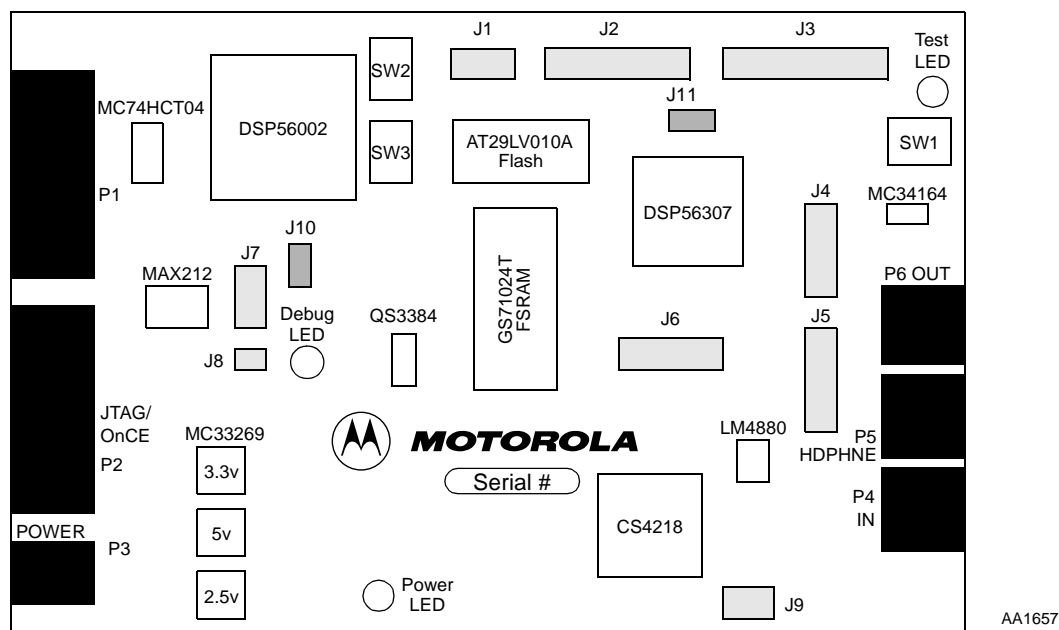 J1
J2
J3
Test
LED
SW2
J11
MC74HCT04
DSP56002
AT29LV010A
Flash
SW3
SW1
P1
DSP56307
J4
MC34164
J10
J7
MAX212
GS71024T
FSRAM
P6 OUT
Debug
LED
QS3384
J6
J5
J8
JTAG/
OnCE
P2
MC33269
3.3v
MOTOROLA
LM4880
P5
HDPHNE
Serial #
P4
IN
POWER
P3
5v
CS4218
2.5v
Power
LED
J9
AA1657